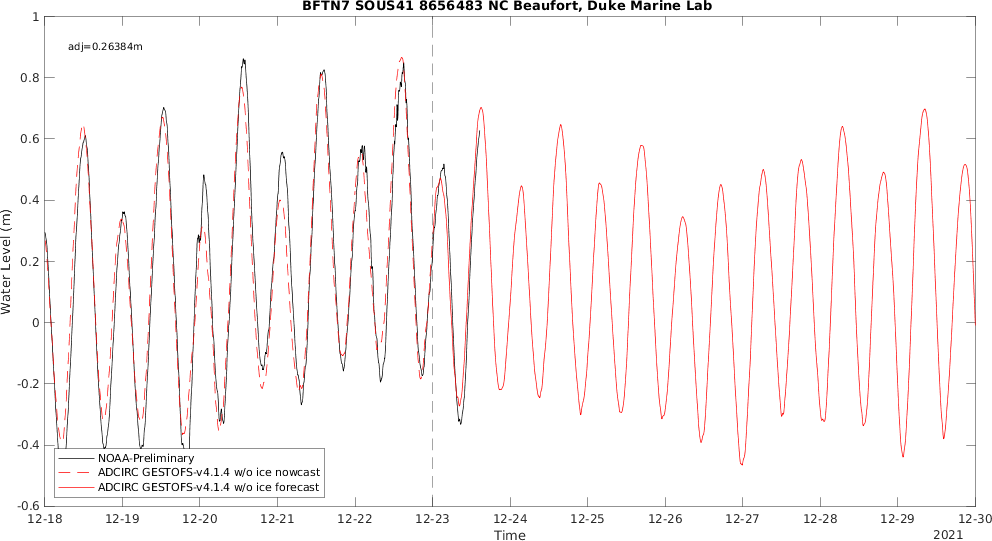 BFTN7 SOUS41 8656483 NC Beaufort, Duke Marine Lab
adj=0.26384m
1
0.8
0.6
0.4
0.2
0
-0.2
-0.4
-0.6
Water Level (m)
NOAA-Preliminary
ADCIRC GESTOFS-v4.1.4 w/o ice nowcast
ADCIRC GESTOFS-v4.1.4 w/o ice forecast
12-18 12-19 12-20 12-21 12-22 12-23 12-24 12-25 12-26 12-27 12-28 12-29 12-30
Time
2021